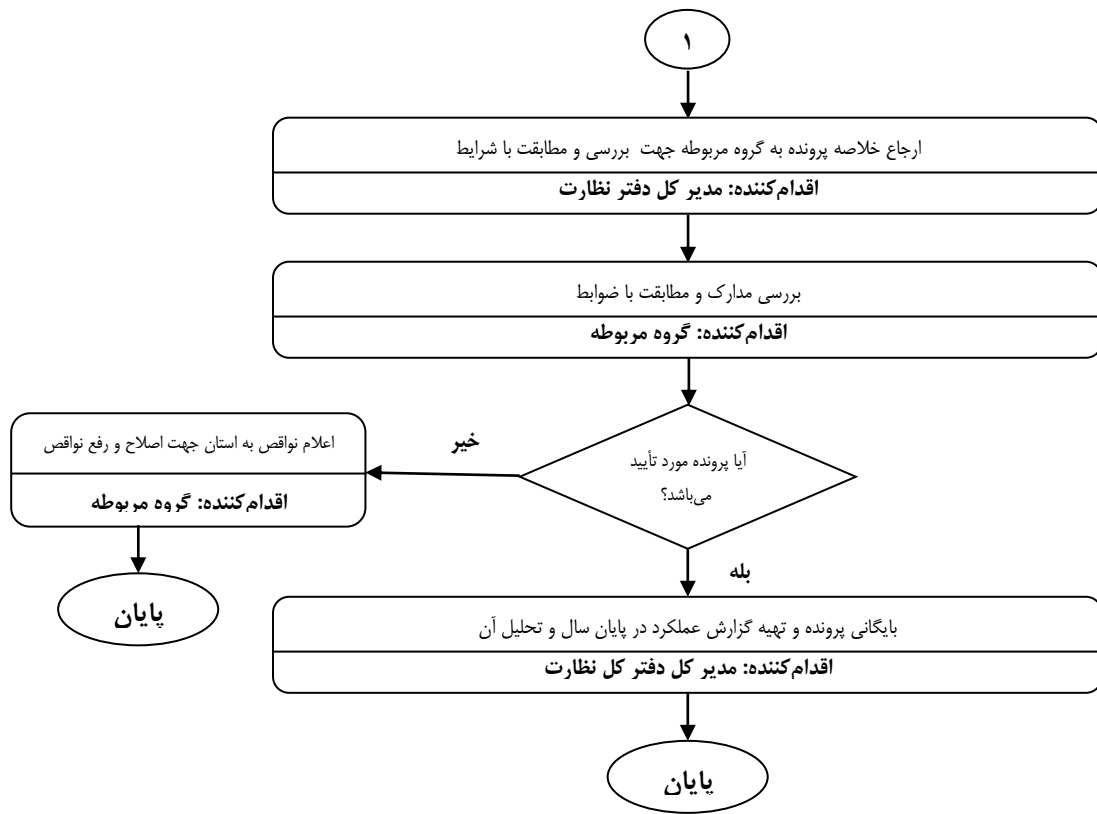 ۱
ارجاع خلاصه پرونده به گروه مربوطه جهت بررسی و مطابقت با شرایط
اقدام‌کننده: مدیر کل دفتر نظارت
بررسی مدارک و مطابقت با ضوابط
اقدام‌کننده: گروه مربوطه
آیا پرونده مورد تأیید
می‌باشد؟
خیر
اعلام نواقص به استان جهت اصلاح و رفع نواقص
اقدام‌کننده: گروه مربوطه
پایان
بله
بایگانی پرونده و تهیه گزارش عملکرد در پایان سال و تحلیل آن
اقدام‌کننده: مدیر کل دفتر کل نظارت
پایان